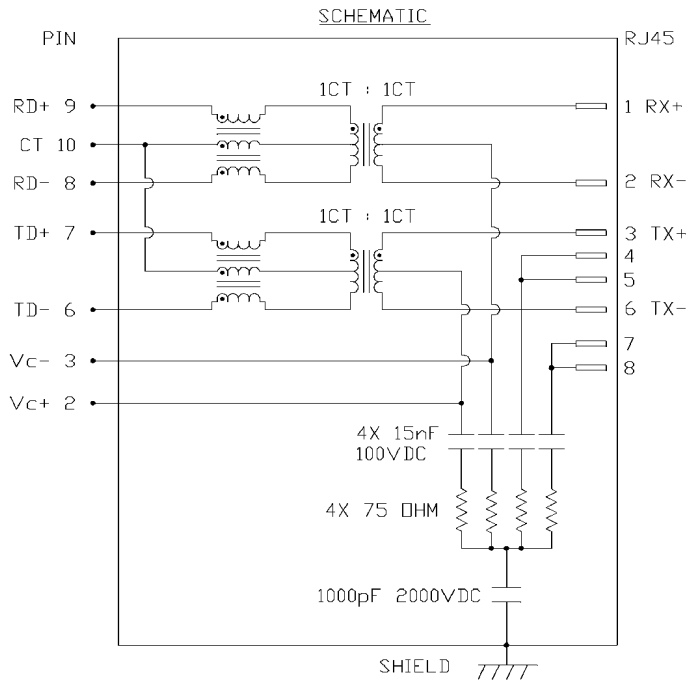 SCHEMATIC
PIN
RJ45
1CT : 1CT
RD+ 9
1 RX+
CT 10
RD- 8
2 RX-
1CT : 1CT
TD+ 7
3 TX+
4
5
TD- 6
6 TX-
7
Vc- 3
8
Vc+ 2
4X 15nF
100VDC
4X 75 OHM
1000pF 2000VDC
SHIELD